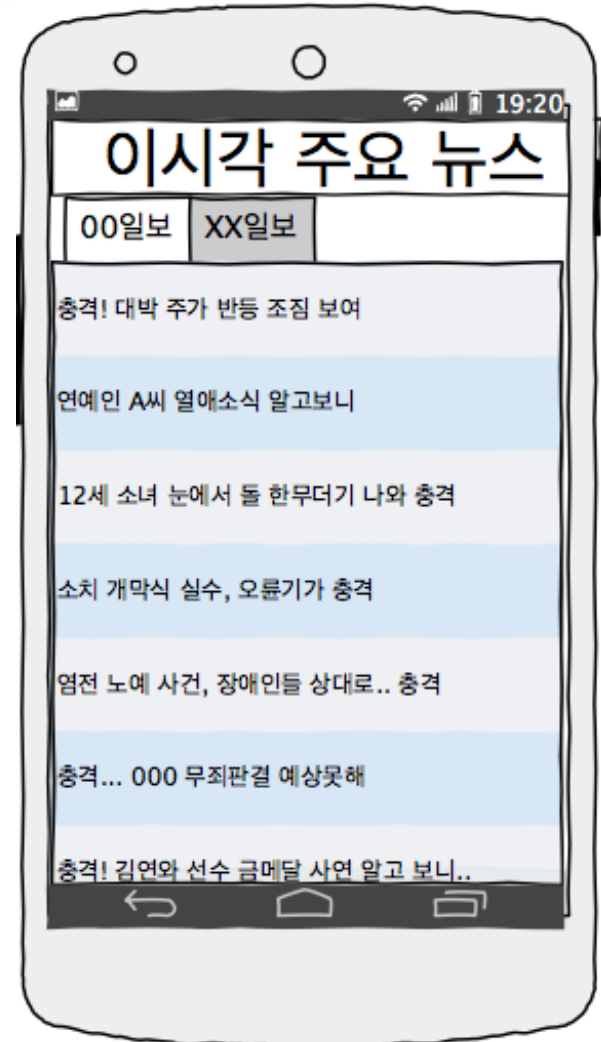 19:20
이시각 주요 뉴스
00일보 XX일보
충격! 대박 주가 반등 조짐 보여
연예인 A씨 열애소식 알고보니
12세 소녀 눈에서 돌 한무더기 나와 충격
소치 개막식 실수, 오륜기가 충격
염전 노예 사건, 장애인들 상대로.. 충격
충격... 000 무죄판결 예상못해
충격! 김연와 선수 금메달 사연 알고 보니..